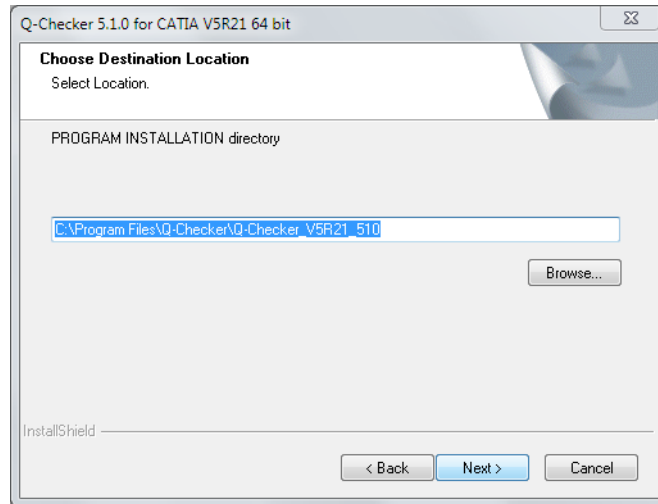 Q-Checker 5.1.0 for CATIA V5R21 64 bit
Choose Destination Location
Select Location.
PROGRAM INSTALLATION directory
C:\Program Files\Q-Checker\Q-Checker_V5R21_510
Browse...
InstallShield
< Back Next > Cancel